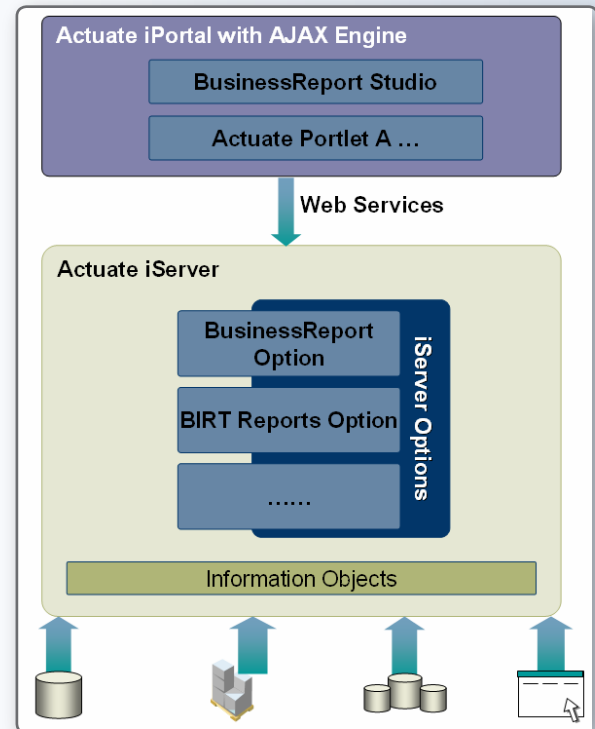 Actuate iPortal with AJAX Engine
BusinessReport Studio
Actuate Portlet A ...
Web Services
Actuate iServer
BusinessReport
Option
BIRT Reports Option
......
iServer Options
Information Objects